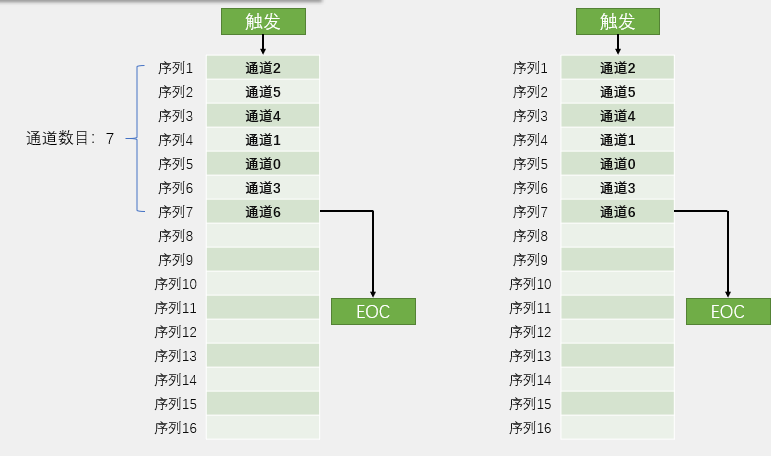 触发
触发
序列1 通道2
序列1 通道2
序列2 通道5
序列2 通道5
序列3 通道4
序列3 通道4
通道数目：7
序列4 通道1
序列4 通道1
序列5 通道0
序列5 通道0
序列6 通道3
序列6 通道3
序列7 通道6
序列7 通道6
序列8
序列8
序列9
序列9
序列10
序列10
序列11
EOC
序列11
EOC
序列12
序列12
序列13
序列13
序列14
序列14
序列15
序列15
序列16
序列16